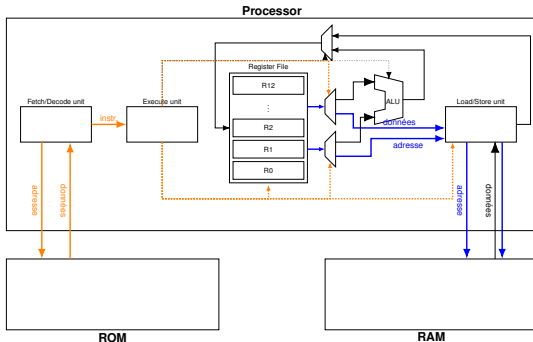 Processor
Register File
R12
Fetch/Decode unit
Execute unit
ALU
Load/Store unit
instr.
R2
données
R1
adresse
R0
adresse
données
adresse
données
ROM
RAM